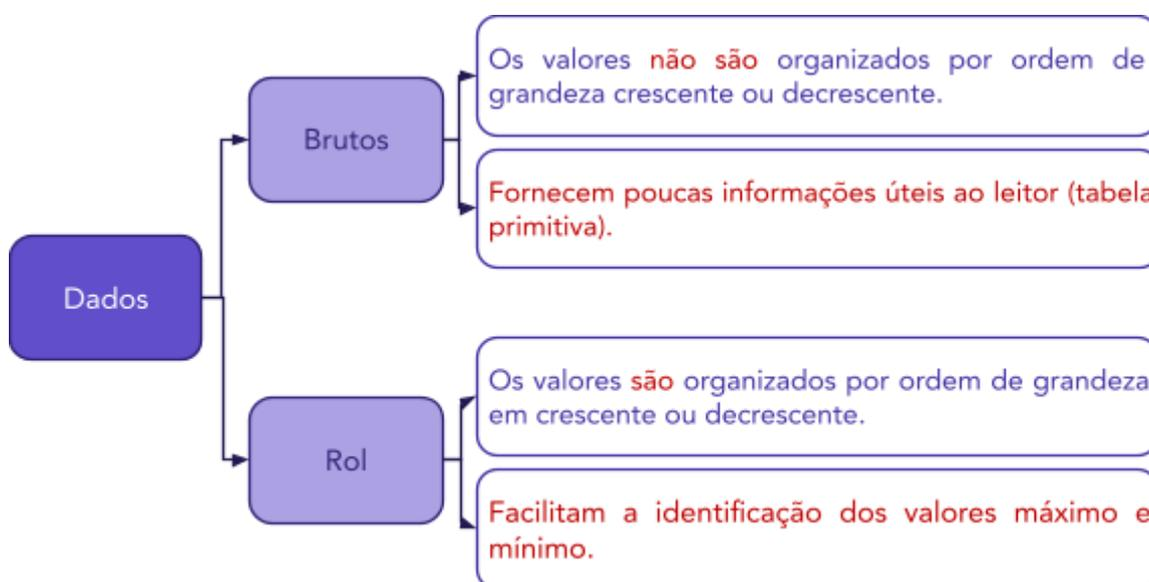 Os valores não são organizados por ordem de
grandeza crescente ou decrescente.
Brutos
Fornecem poucas informações úteis ao leitor (tabela
primitiva).
Dados
Os valores são organizados por ordem de grandeza
em crescente ou decrescente.
Rol
Facilitam a identificação dos valores máximo e
mínimo.